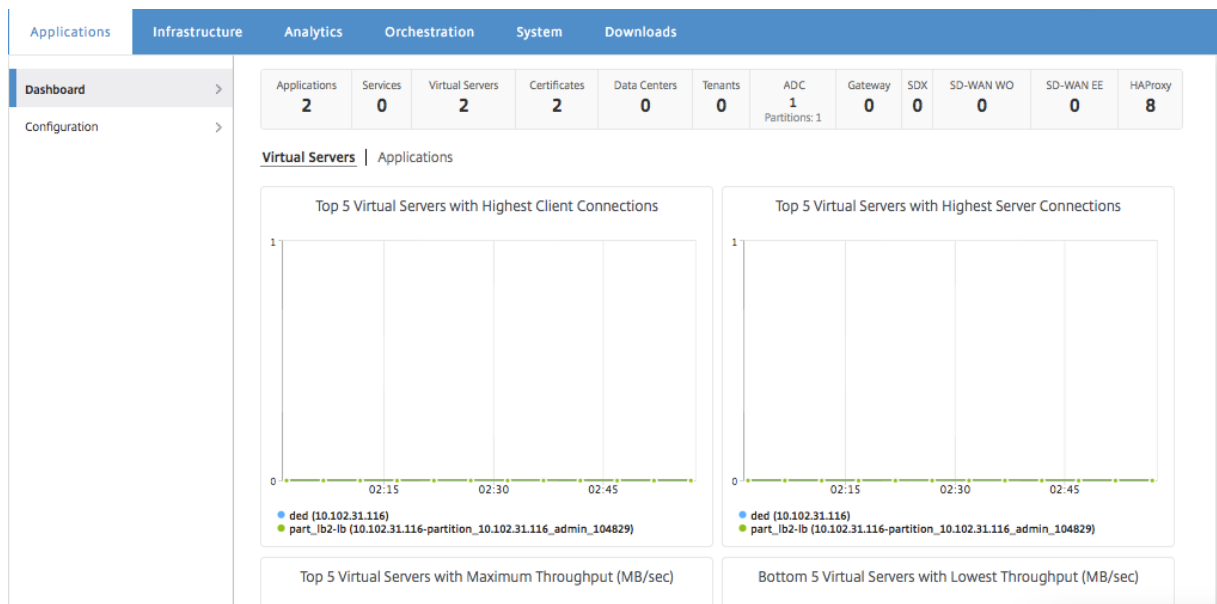 Applications Infrastructure Analytics Orchestration System Downloads
Dashboard
Configuration
Applications Services Virtual Servers Certificates Data Centers Tenants ADC Gateway SDX SD-WAN WO SD-WAN EE HAProxy
2 0 2 2 0 0 1 0 0 0 0 8
Partitions: 1
Virtual Servers | Applications
Top 5 Virtual Servers with Highest Client Connections
1
0
02:15 02:30 02:45
ded (10.102.31.116)
part_lb2-lb (10.102.31.116-partition_10.102.31.116_admin_104829)
Top 5 Virtual Servers with Highest Server Connections
1
0
02:15 02:30 02:45
ded (10.102.31.116)
part_lb2-lb (10.102.31.116-partition_10.102.31.116_admin_104829)
Top 5 Virtual Servers with Maximum Throughput (MB/sec)
Bottom 5 Virtual Servers with Lowest Throughput (MB/sec)